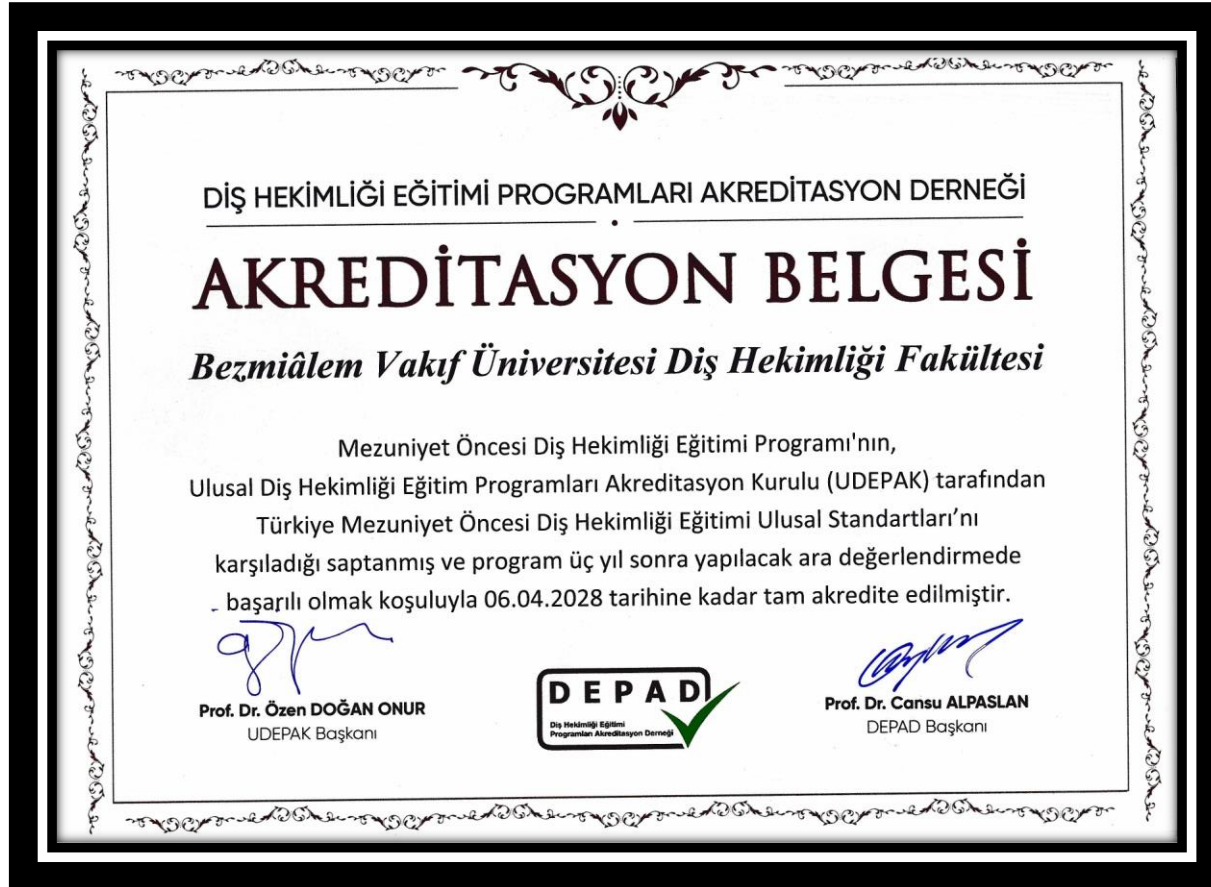 DİŞ HEKİMLİĞİ EĞİTİMİ PROGRAMLARI AKREDİTASYON DERNEĞİ
AKREDİTASYON BELGESİ
Bezmiâlem Vakıf Üniversitesi Diş Hekimliği Fakültesi
Mezuniyet Öncesi Diş Hekimliği Eğitimi Programı'nın,
Ulusal Diş Hekimliği Eğitim Programları Akreditasyon Kurulu (UDEPAK) tarafından
Türkiye Mezuniyet Öncesi Diş Hekimliği Eğitimi Ulusal Standartları’nı
karşıladığı saptanmış ve program üç yıl sonra yapılacak ara değerlendirmede
başarılı olmak koşuluyla 06.04.2028 tarihine kadar tam akredite edilmiştir.
Prof. Dr. Özen DOĞAN ONUR
UDEPAK Başkanı
DEPAD
Diş Hekimliği Eğitimi
Programları Akreditasyon Derneği
Prof. Dr. Cansu ALPASLAN
DEPAD Başkanı